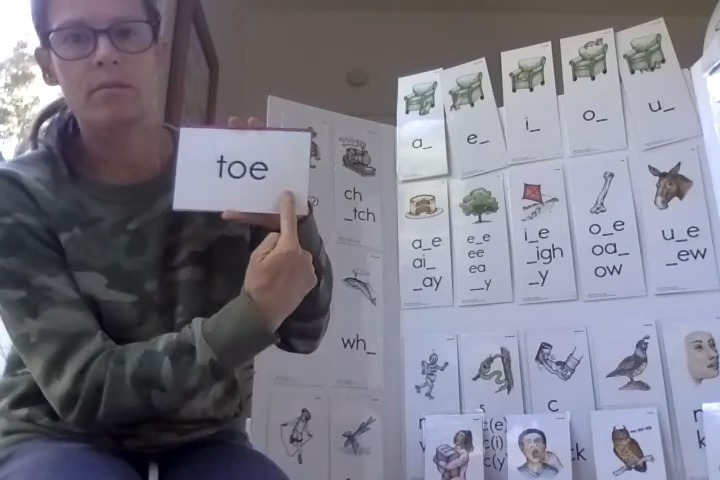 toe
ch
_tch
wh_
a_
e_
i_
o_
u_
a_e
ai_
_ay
e_e
ee
ea
_y
i_e
_igh
_y
o_e
oa_
ow
u_e
_ew
s
c(e
c(i)
c(y
c
ck